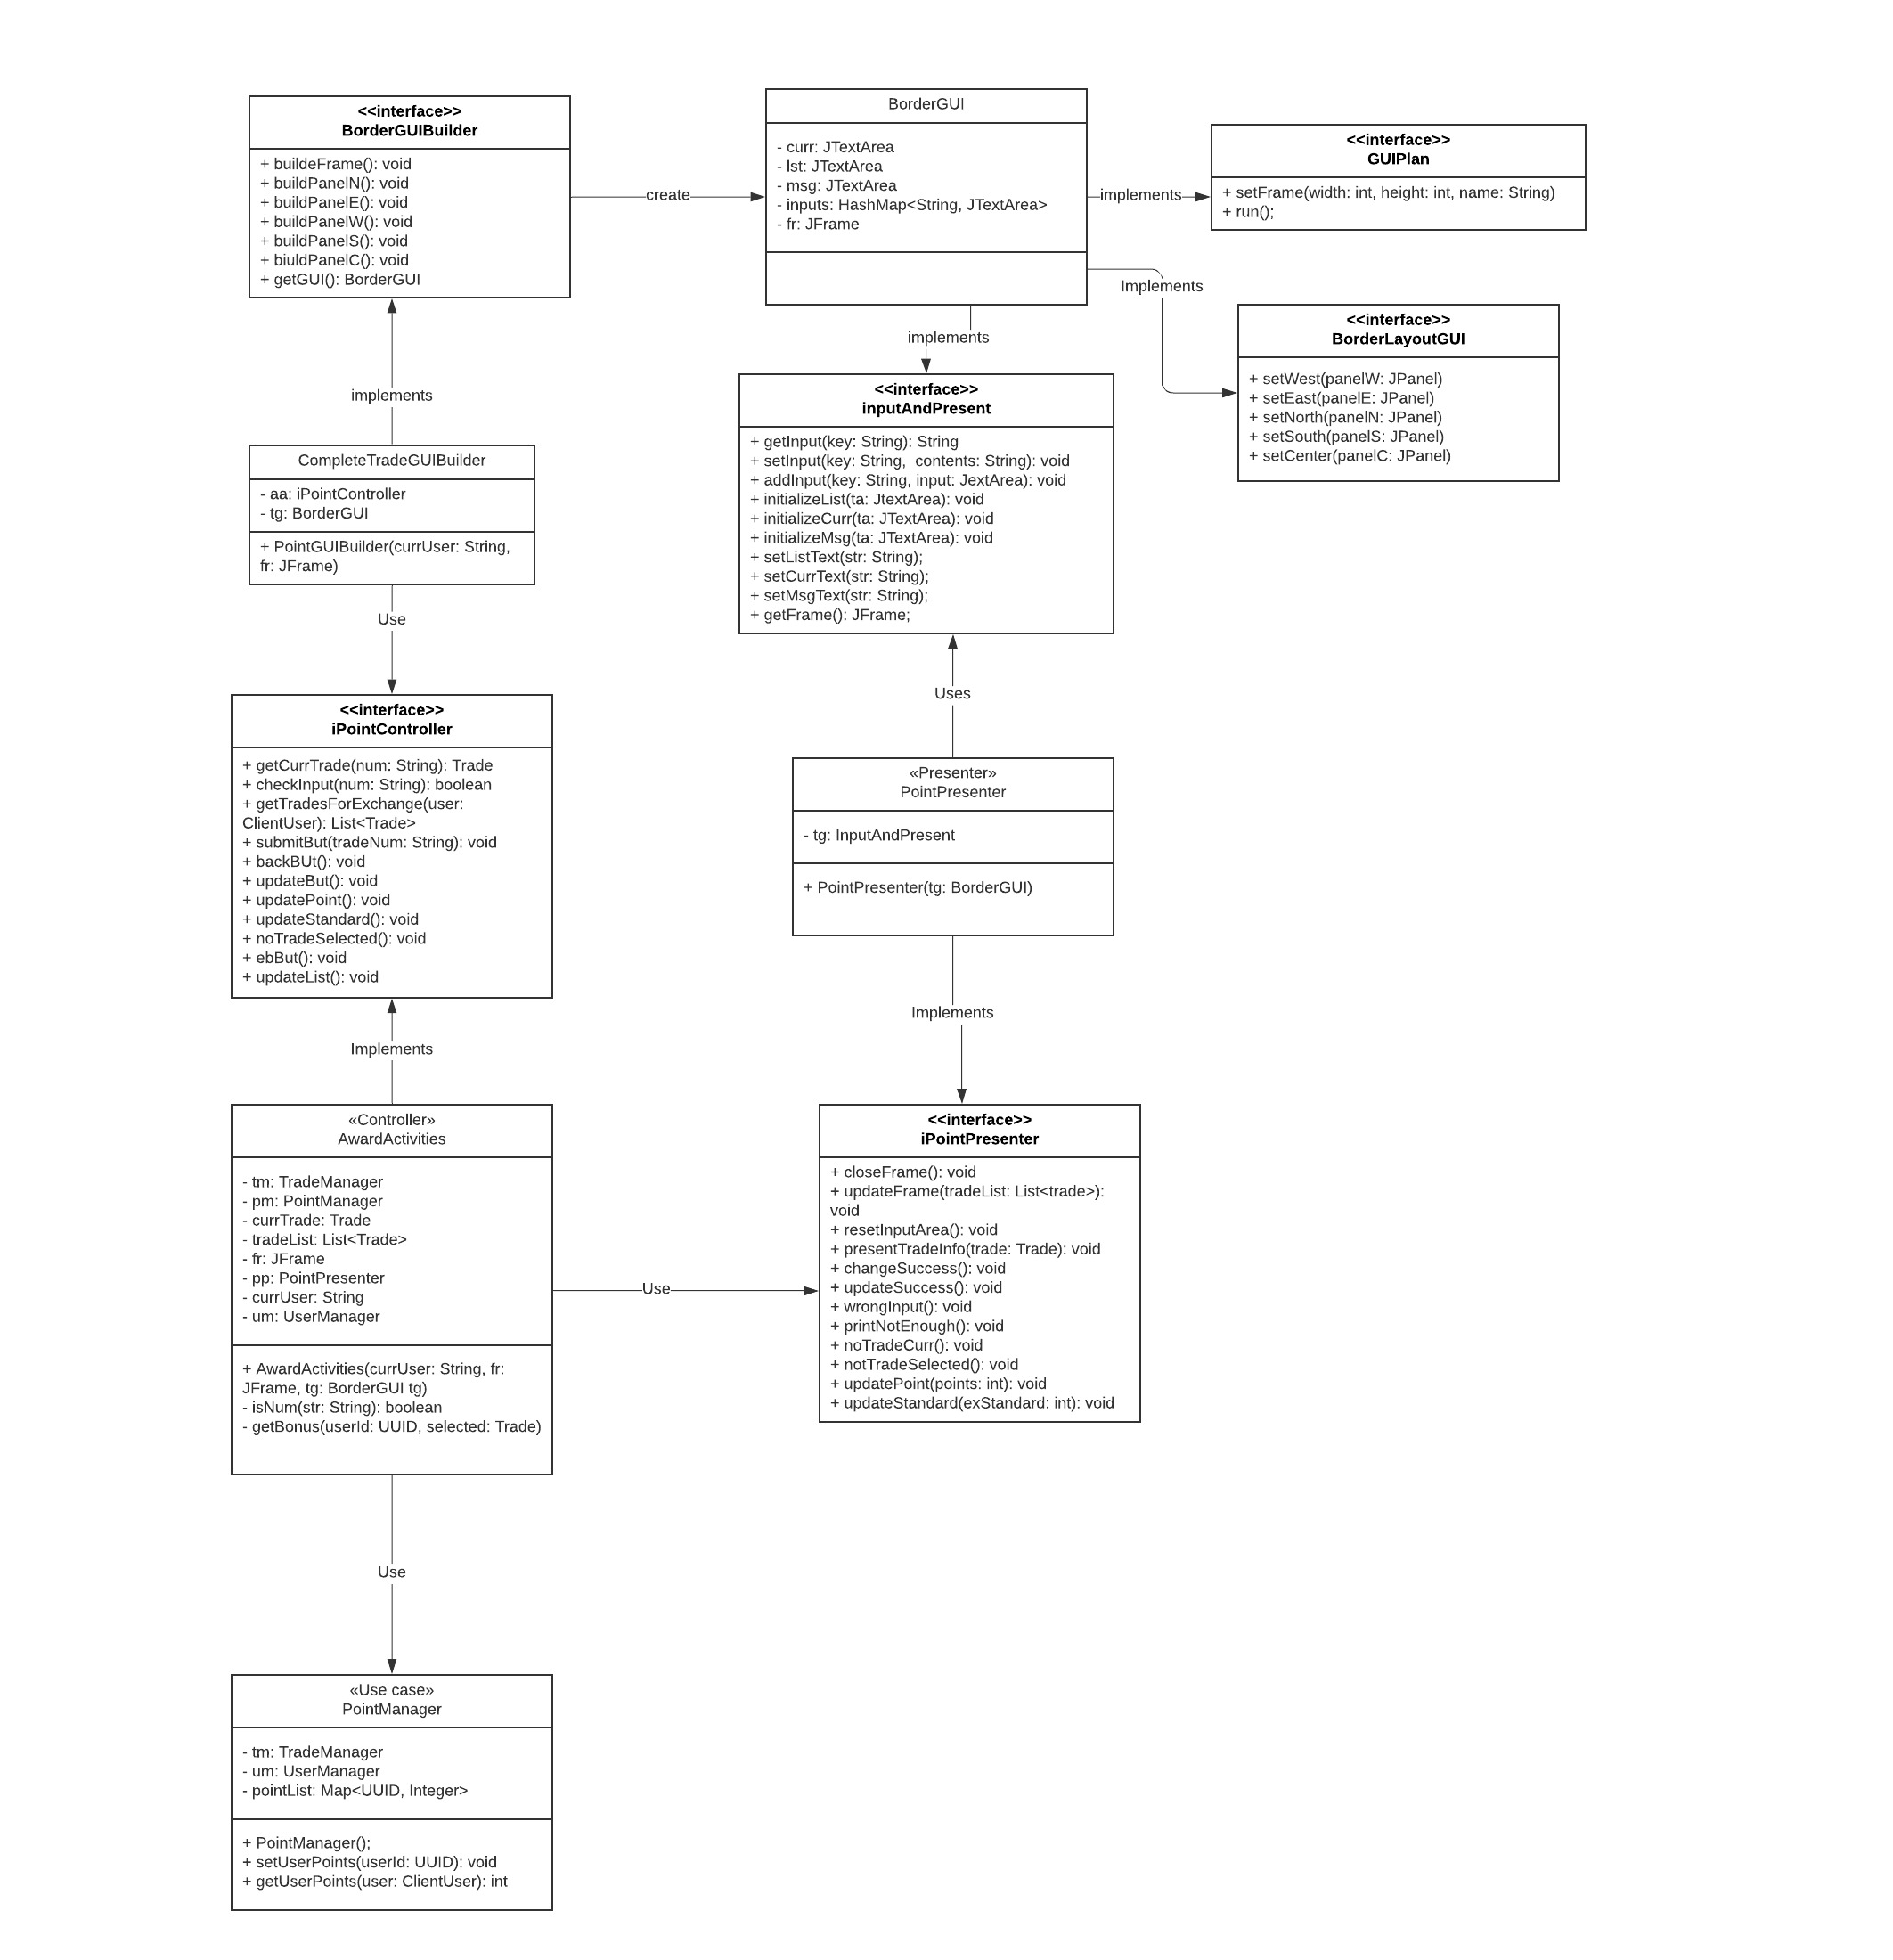 <<interface>>
BorderGUIBuilder
+ buildeFrame(): void
+ buildPanelN(): void
+ buildPanelE(): void
+ buildPanelW(): void
+ buildPanelS(): void
+ biuldPanelC(): void
+ getGUI(): BorderGUI
create
BorderGUI
- curr: JTextArea
- lst: JTextArea
- msg: JTextArea
- inputs: HashMap<String, JTextArea>
- fr: JFrame
implements
<<interface>>
GUIPlan
+ setFrame(width: int, height: int, name: String)
+ run();
Implements
<<interface>>
BorderLayoutGUI
+ setWest(panelW: JPanel)
+ setEast(panelE: JPanel)
+ setNorth(panelN: JPanel)
+ setSouth(panelS: JPanel)
+ setCenter(panelC: JPanel)
implements
<<interface>>
inputAndPresent
+ getInput(key: String): String
+ setInput(key: String,  contents: String): void
+ addInput(key: String, input: JextArea): void
+ initializeList(ta: JtextArea): void
+ initializeCurr(ta: JTextArea): void
+ initializeMsg(ta: JTextArea): void
+ setListText(str: String);
+ setCurrText(str: String);
+ setMsgText(str: String);
+ getFrame(): JFrame;
implements
CompleteTradeGUIBuilder
- aa: iPointController
- tg: BorderGUI
+ PointGUIBuilder(currUser: String,
fr: JFrame)
Use
<<interface>>
iPointController
+ getCurrTrade(num: String): Trade
+ checkInput(num: String): boolean
+ getTradesForExchange(user:
ClientUser): List<Trade>
+ submitBut(tradeNum: String): void
+ backBUt(): void
+ updateBut(): void
+ updatePoint(): void
+ updateStandard(): void
+ noTradeSelected(): void
+ ebBut(): void
+ updateList(): void
Uses
«Presenter»
PointPresenter
- tg: InputAndPresent
+ PointPresenter(tg: BorderGUI)
Implements
Implements
«Controller»
AwardActivities
- tm: TradeManager
- pm: PointManager
- currTrade: Trade
- tradeList: List<Trade>
- fr: JFrame
- pp: PointPresenter
- currUser: String
- um: UserManager
+ AwardActivities(currUser: String, fr:
JFrame, tg: BorderGUI tg)
- isNum(str: String): boolean
- getBonus(userId: UUID, selected: Trade)
Use
<<interface>>
iPointPresenter
+ closeFrame(): void
+ updateFrame(tradeList: List<trade>):
void
+ resetInputArea(): void
+ presentTradeInfo(trade: Trade): void
+ changeSuccess(): void
+ updateSuccess(): void
+ wrongInput(): void
+ printNotEnough(): void
+ noTradeCurr(): void
+ notTradeSelected(): void
+ updatePoint(points: int): void
+ updateStandard(exStandard: int): void
Use
«Use case»
PointManager
- tm: TradeManager
- um: UserManager
- pointList: Map<UUID, Integer>
+ PointManager();
+ setUserPoints(userId: UUID): void
+ getUserPoints(user: ClientUser): int